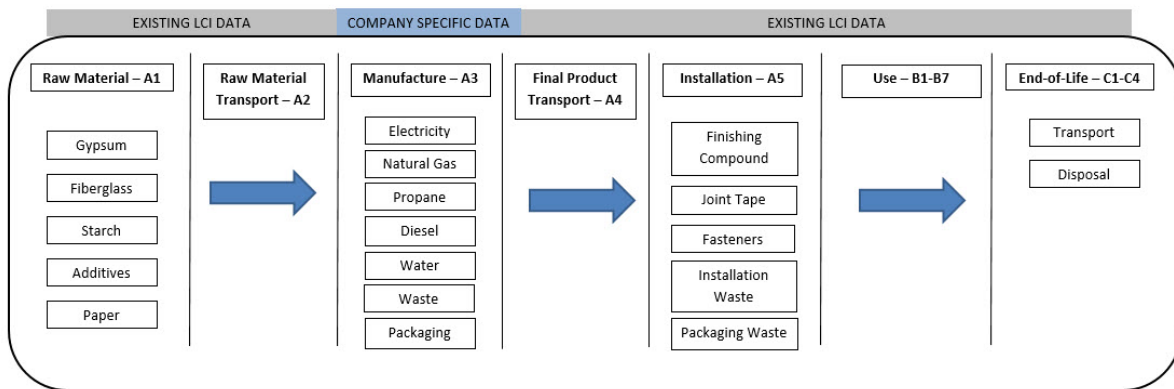 EXISTING LCI DATA
COMPANY SPECIFIC DATA
EXISTING LCI DATA
Raw Material – A1
Gypsum
Fiberglass
Starch
Additives
Paper
Raw Material
Transport – A2
Manufacture – A3
Electricity
Natural Gas
Propane
Diesel
Water
Waste
Packaging
Final Product
Transport – A4
Installation – A5
Finishing
Compound
Joint Tape
Fasteners
Installation
Waste
Packaging Waste
Use – B1-B7
End-of-Life – C1-C4
Transport
Disposal